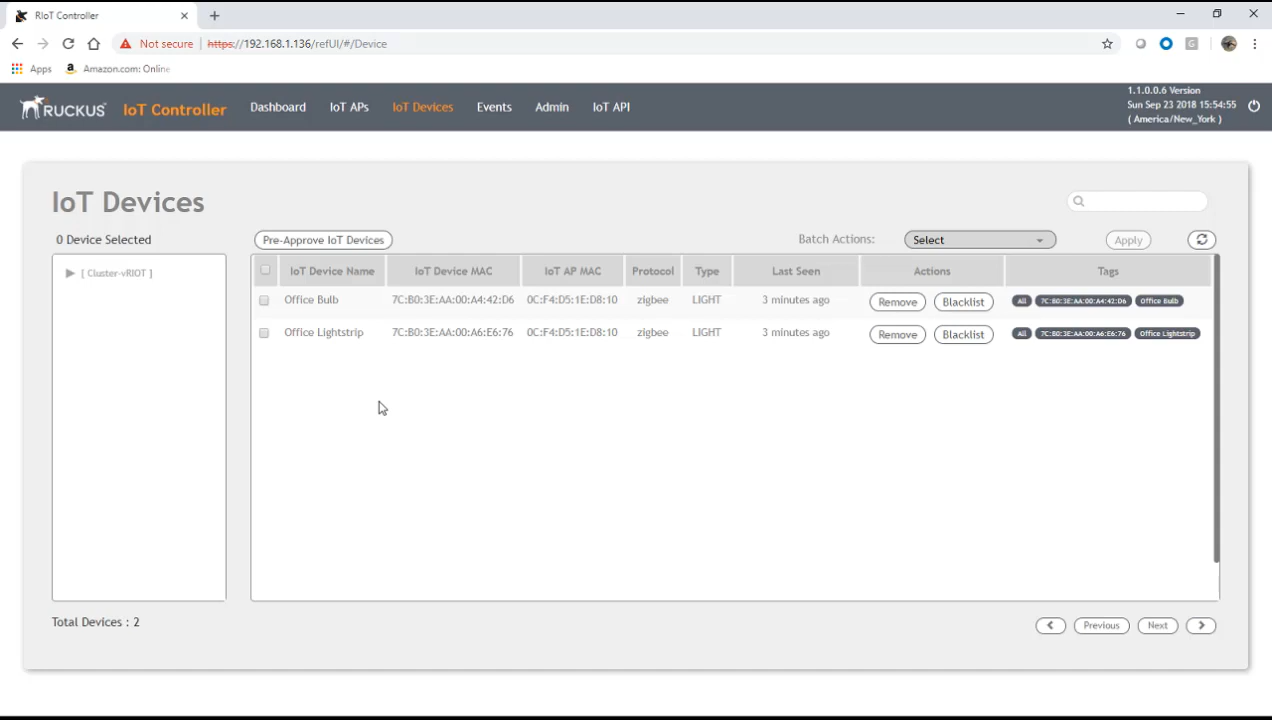 RIoT Controller
Not secure | https://192.168.1.136/refUI/#/Device
Apps Amazon.com: Online
RUCKUS IoT Controller Dashboard IoT APs IoT Devices Events Admin IoT API
1.1.0.0.6 Version
Sun Sep 23 2018 15:54:55
( America/New_York )
IoT Devices
0 Device Selected Pre-Approve IoT Devices Batch Actions: Select Apply
[ Cluster-vRIOT ]
IoT Device Name IoT Device MAC IoT AP MAC Protocol Type Last Seen Actions Tags
Office Bulb 7C:B0:3E:AA:00:A4:42:D6 0C:F4:D5:1E:D8:10 zigbee LIGHT 3 minutes ago Remove Blacklist All 7C:B0:3E:AA:00:A4:42:D6 Office Bulb
Office Lightstrip 7C:B0:3E:AA:00:A6:E6:76 0C:F4:D5:1E:D8:10 zigbee LIGHT 3 minutes ago Remove Blacklist All 7C:B0:3E:AA:00:A6:E6:76 Office Lightstrip
Total Devices : 2 Previous Next